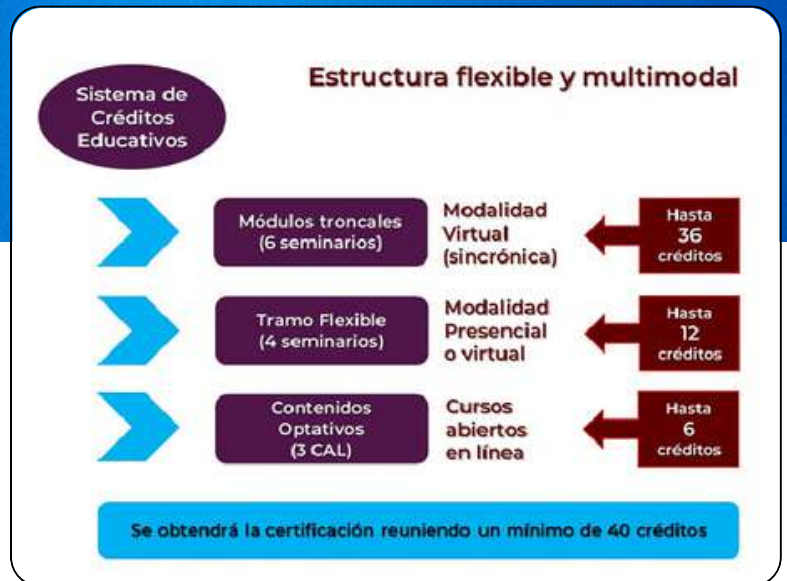 Estructura flexible y multimodal
Sistema de
Créditos
Educativos
Módulos troncales
(6 seminarios)
Modalidad
Virtual
(sincrónica)
Hasta
36
créditos
Tramo Flexible
(4 seminarios)
Modalidad
Presencial
o virtual
Hasta
12
créditos
Contenidos
Optativos
(3 CAL)
Cursos
abiertos
en línea
Hasta
6
créditos
Se obtendrá la certificación reuniendo un mínimo de 40 créditos